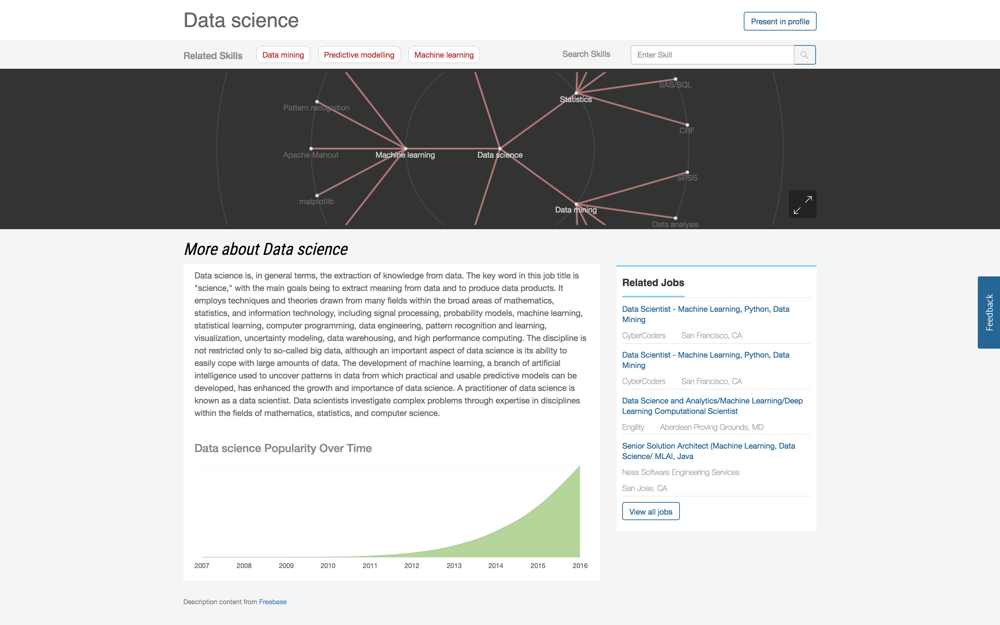 Data science
Present in profile
Related Skills
Data mining
Predictive modelling
Machine learning
Search Skills
Enter Skill
SAS/SQL
Statistics
Pattern recognition
CRF
Apache Mahout
Machine learning
Data science
SPSS
matplotlib
Data mining
Data analysis
More about Data science
Data science is, in general terms, the extraction of knowledge from data. The key word in this job title is
"science," with the main goals being to extract meaning from data and to produce data products. It
employs techniques and theories drawn from many fields within the broad areas of mathematics,
statistics, and information technology, including signal processing, probability models, machine learning,
statistical learning, computer programming, data engineering, pattern recognition and learning,
visualization, uncertainty modeling, data warehousing, and high performance computing. The discipline is
not restricted only to so-called big data, although an important aspect of data science is its ability to
easily cope with large amounts of data. The development of machine learning, a branch of artificial
intelligence used to uncover patterns in data from which practical and usable predictive models can be
developed, has enhanced the growth and importance of data science. A practitioner of data science is
known as a data scientist. Data scientists investigate complex problems through expertise in disciplines
within the fields of mathematics, statistics, and computer science.
Data science Popularity Over Time
2007 2008 2009 2010 2011 2012 2013 2014 2015 2016
Related Jobs
Data Scientist - Machine Learning, Python, Data
Mining
CyberCoders San Francisco, CA
Data Scientist - Machine Learning, Python, Data
Mining
CyberCoders San Francisco, CA
Data Science and Analytics/Machine Learning/Deep
Learning Computational Scientist
Engility Aberdeen Proving Grounds, MD
Senior Solution Architect (Machine Learning, Data
Science/ MLAI, Java
Ness Software Engineering Services
San Jose, CA
View all jobs
Feedback
Description content from Freebase